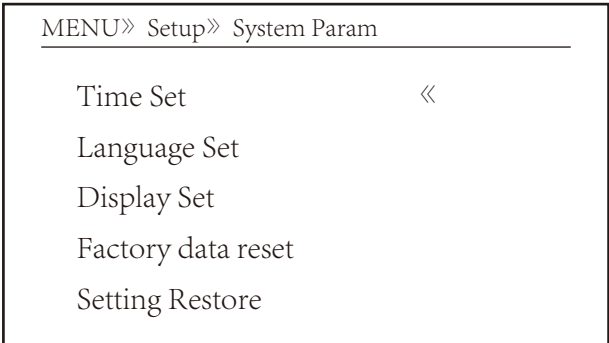 MENU» Setup» System Param
Time Set «
Language Set
Display Set
Factory data reset
Setting Restore